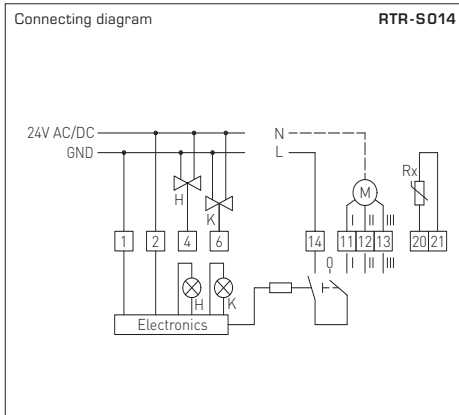 Connecting diagram RTR-S014
24V AC/DC N
GND L
Rx
H M
K I II III
1 2 4 6 14 11 12 13 20 21
0 I II III
H K
Electronics